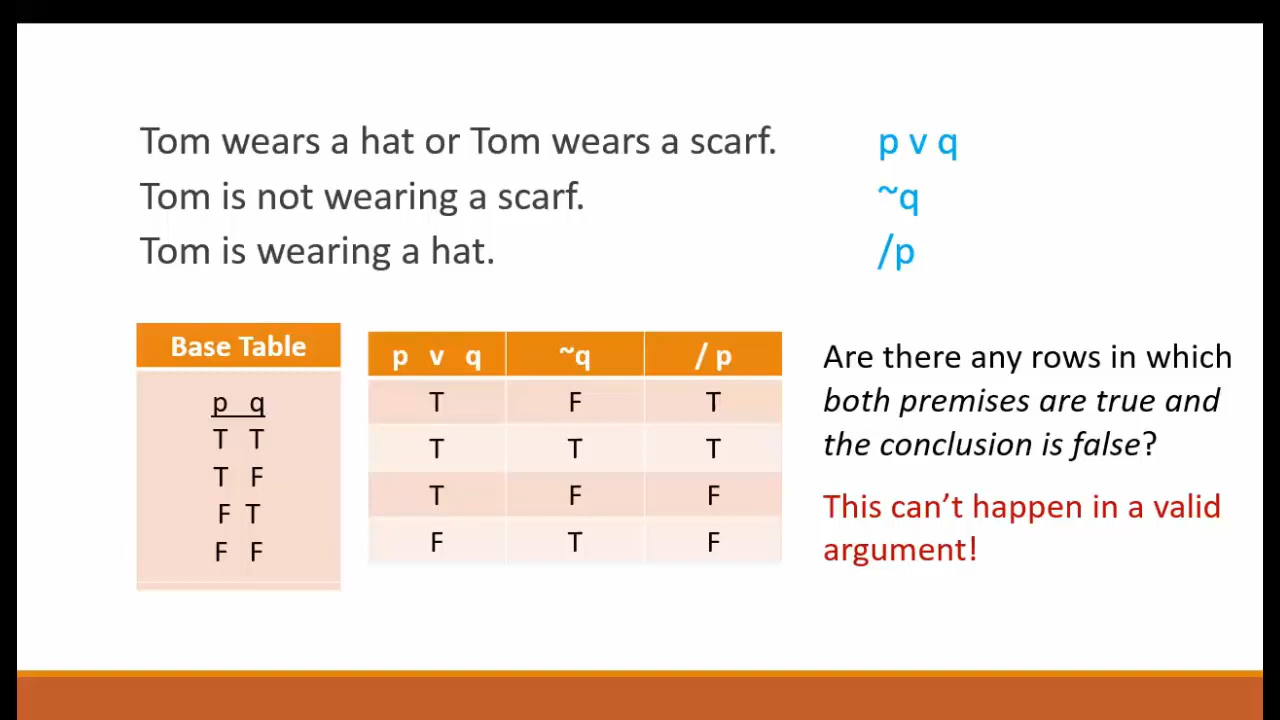 Tom wears a hat or Tom wears a scarf. p v q
Tom is not wearing a scarf. ~q
Tom is wearing a hat. /p
Base Table
p q
T T
T F
F T
F F
p v q ~q / p
T F T
T T T
T F F
F T F
Are there any rows in which
both premises are true and
the conclusion is false?
This can’t happen in a valid
argument!